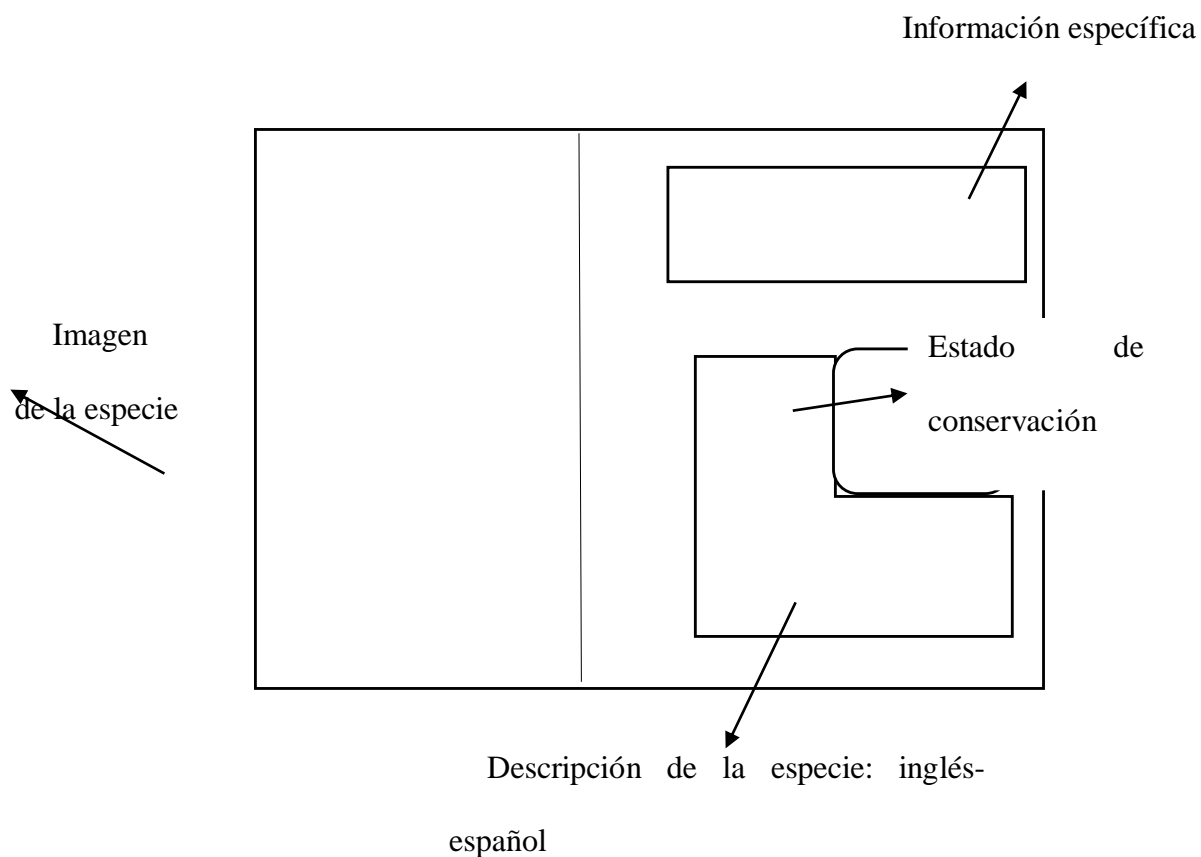 Información específica
Imagen
de la especie
Estado de
conservación
Descripción de la especie: inglés-
español